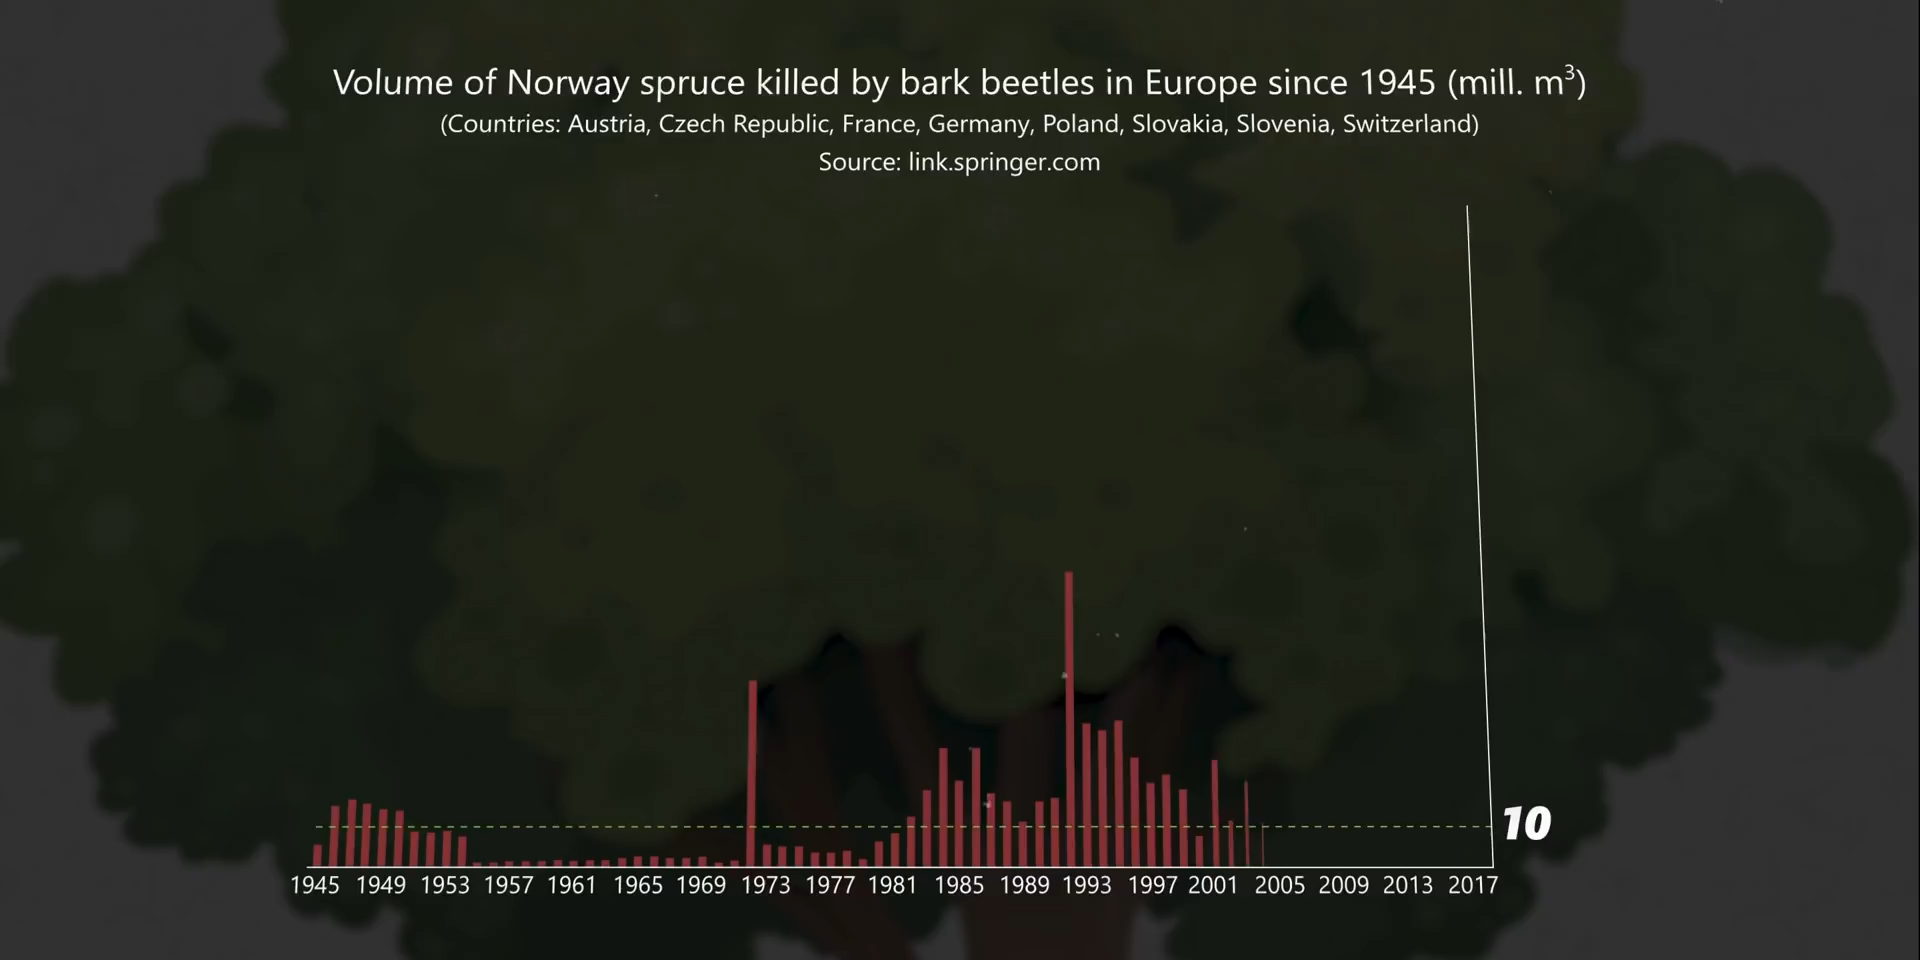 Volume of Norway spruce killed by bark beetles in Europe since 1945 (mill. m³)
(Countries: Austria, Czech Republic, France, Germany, Poland, Slovakia, Slovenia, Switzerland)
Source: link.springer.com
10
1945 1949 1953 1957 1961 1965 1969 1973 1977 1981 1985 1989 1993 1997 2001 2005 2009 2013 2017